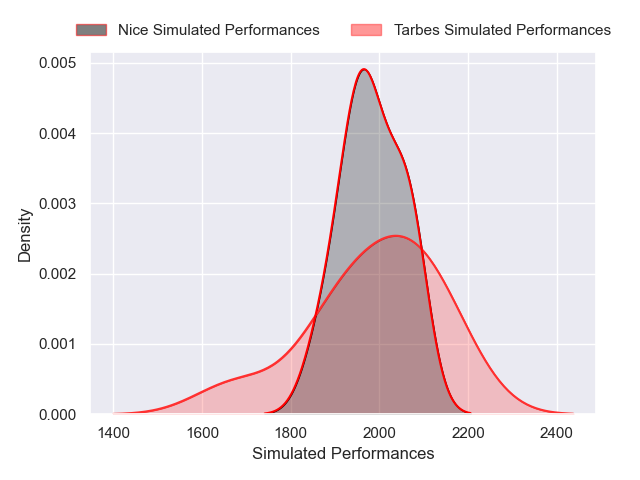 Nice Simulated Performances Tarbes Simulated Performances
0.005
0.004
0.003
0.002
0.001
0.000
Density
1400 1600 1800 2000 2200 2400
Simulated Performances